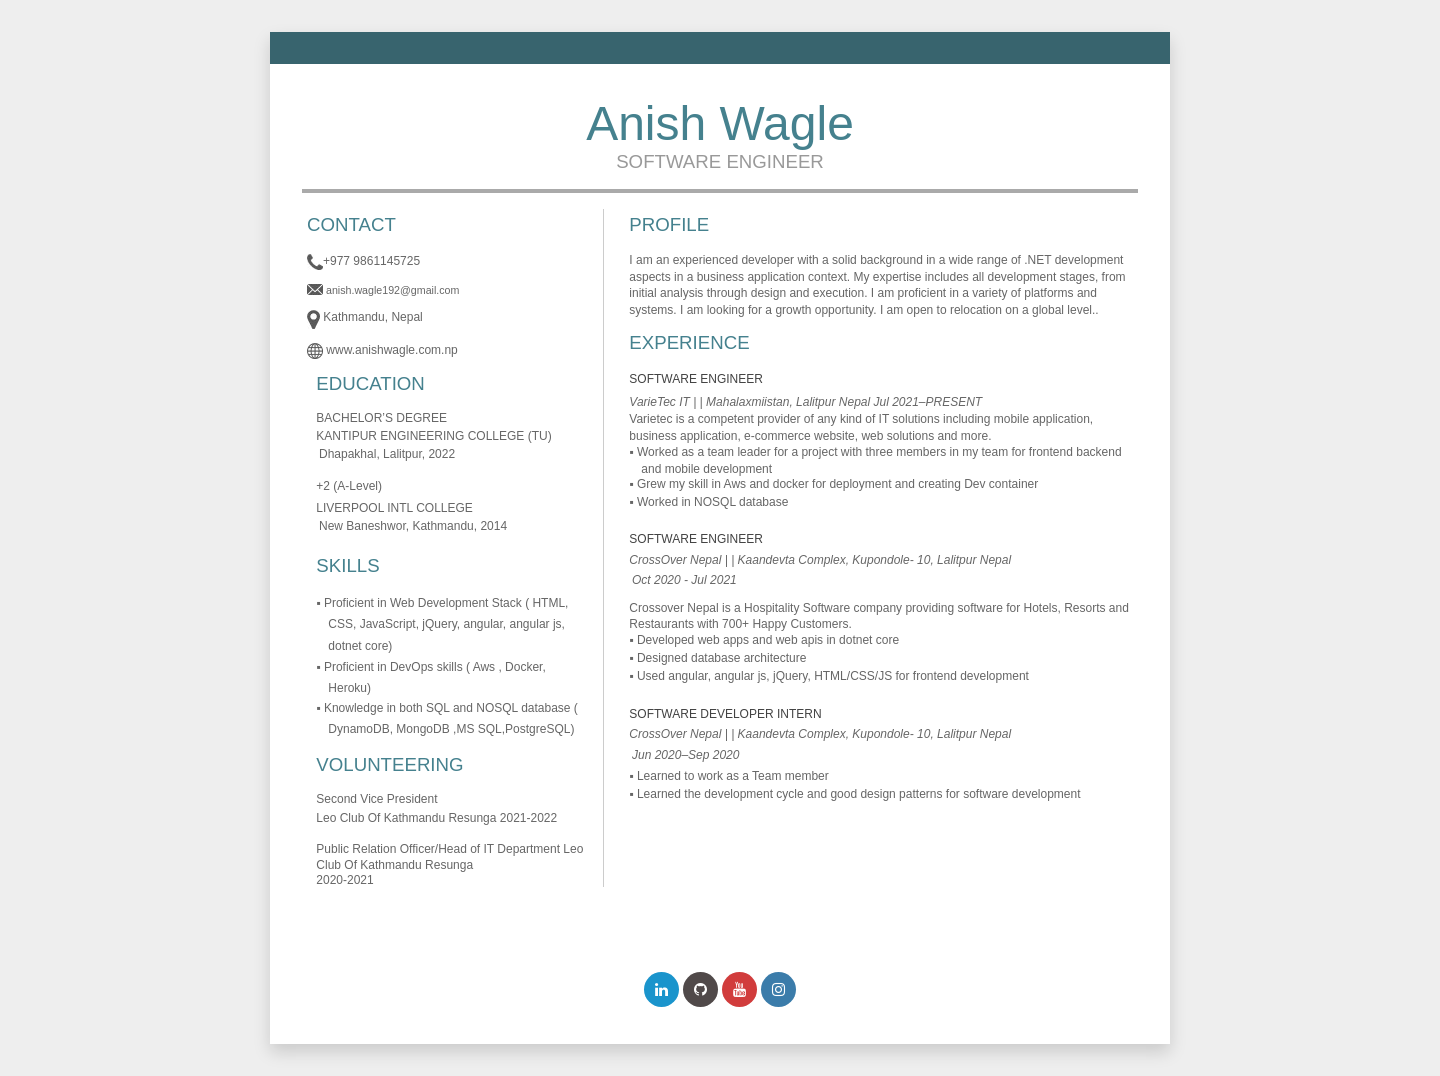 Anish Wagle
SOFTWARE ENGINEER
CONTACT
+977 9861145725
anish.wagle192@gmail.com
Kathmandu, Nepal
www.anishwagle.com.np
EDUCATION
BACHELOR'S DEGREE
KANTIPUR ENGINEERING COLLEGE (TU)
Dhapakhal, Lalitpur, 2022
+2 (A-Level)
LIVERPOOL INTL COLLEGE
New Baneshwor, Kathmandu, 2014
SKILLS
▪ Proficient in Web Development Stack ( HTML,
CSS, JavaScript, jQuery, angular, angular js,
dotnet core)
▪ Proficient in DevOps skills ( Aws , Docker,
Heroku)
▪ Knowledge in both SQL and NOSQL database (
DynamoDB, MongoDB ,MS SQL,PostgreSQL)
VOLUNTEERING
Second Vice President
Leo Club Of Kathmandu Resunga 2021-2022
Public Relation Officer/Head of IT Department Leo
Club Of Kathmandu Resunga
2020-2021
PROFILE
I am an experienced developer with a solid background in a wide range of .NET development
aspects in a business application context. My expertise includes all development stages, from
initial analysis through design and execution. I am proficient in a variety of platforms and
systems. I am looking for a growth opportunity. I am open to relocation on a global level..
EXPERIENCE
SOFTWARE ENGINEER
VarieTec IT | | Mahalaxmiistan, Lalitpur Nepal Jul 2021–PRESENT
Varietec is a competent provider of any kind of IT solutions including mobile application,
business application, e-commerce website, web solutions and more.
▪ Worked as a team leader for a project with three members in my team for frontend backend
and mobile development
▪ Grew my skill in Aws and docker for deployment and creating Dev container
▪ Worked in NOSQL database
SOFTWARE ENGINEER
CrossOver Nepal | | Kaandevta Complex, Kupondole- 10, Lalitpur Nepal
Oct 2020 - Jul 2021
Crossover Nepal is a Hospitality Software company providing software for Hotels, Resorts and
Restaurants with 700+ Happy Customers.
▪ Developed web apps and web apis in dotnet core
▪ Designed database architecture
▪ Used angular, angular js, jQuery, HTML/CSS/JS for frontend development
SOFTWARE DEVELOPER INTERN
CrossOver Nepal | | Kaandevta Complex, Kupondole- 10, Lalitpur Nepal
Jun 2020–Sep 2020
▪ Learned to work as a Team member
▪ Learned the development cycle and good design patterns for software development
in
You
Tube